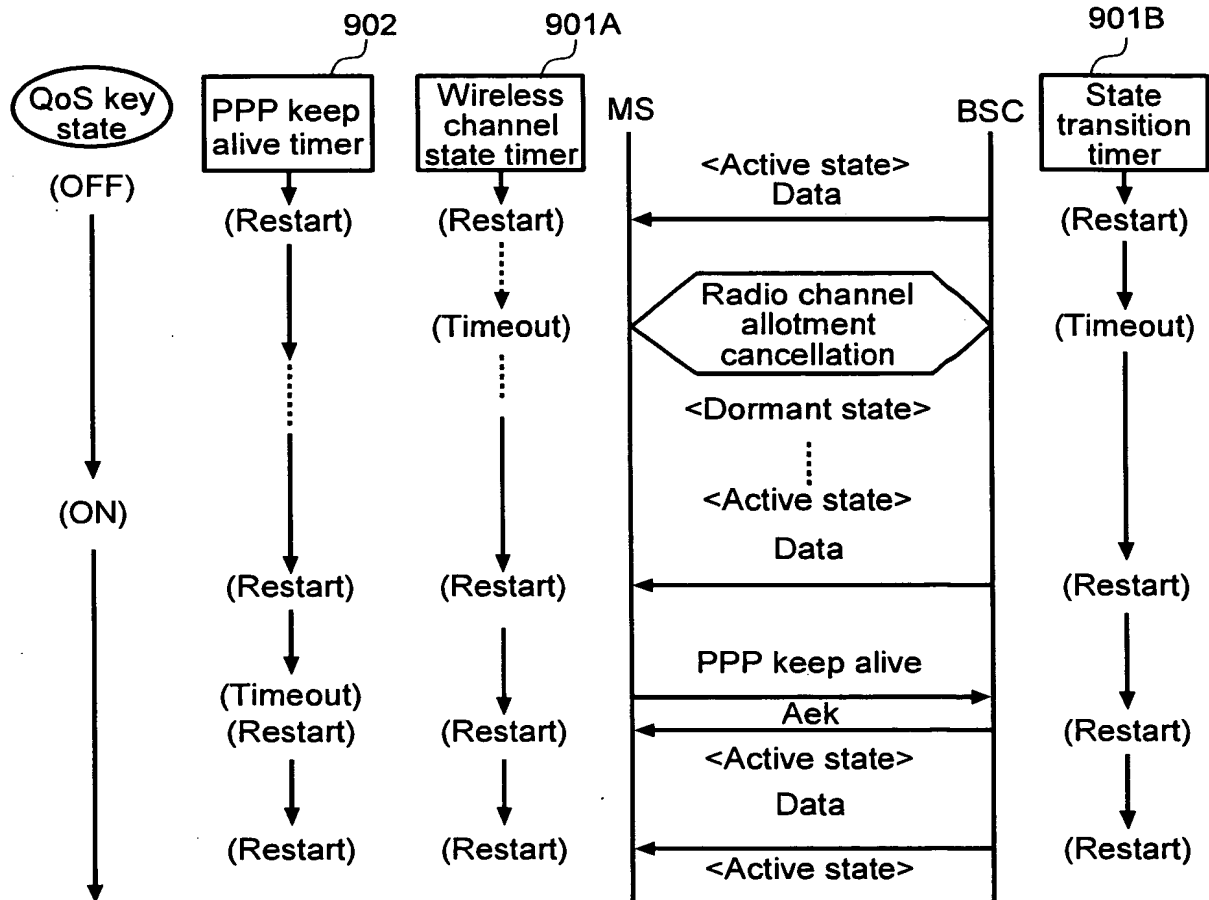 902
901A
901B
QoS key
state
PPP keep
alive timer
Wireless
channel
state timer
MS
BSC
State
transition
timer
(OFF)
<Active state>
Data
(Restart)
(Restart)
(Restart)
Radio channel
allotment
cancellation
(Timeout)
(Timeout)
<Dormant state>
<Active state>
(ON)
Data
(Restart)
(Restart)
(Restart)
PPP keep alive
(Timeout)
Aek
(Restart)
(Restart)
(Restart)
<Active state>
Data
(Restart)
(Restart)
(Restart)
<Active state>